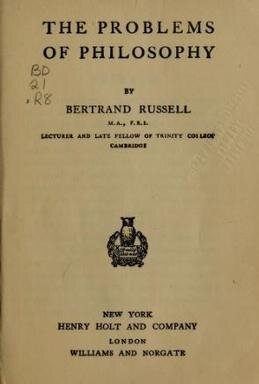 THE PROBLEMS
OF PHILOSOPHY
BD
21
.R8
BY
BERTRAND RUSSELL
M.A., F.R.S.
LECTURER AND LATE FELLOW OF TRINITY COLLEGE
CAMBRIDGE
NEW YORK
HENRY HOLT AND COMPANY
LONDON
WILLIAMS AND NORGATE